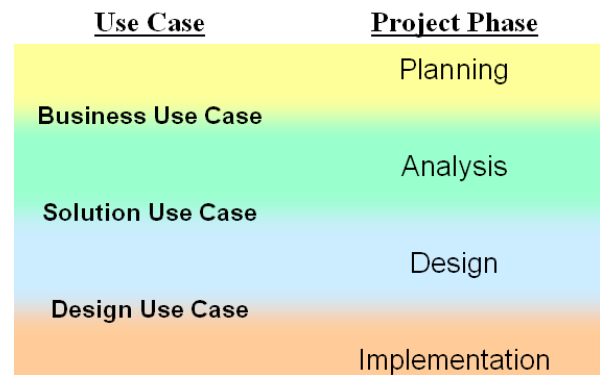 Use Case
Project Phase
Planning
Business Use Case
Analysis
Solution Use Case
Design
Design Use Case
Implementation